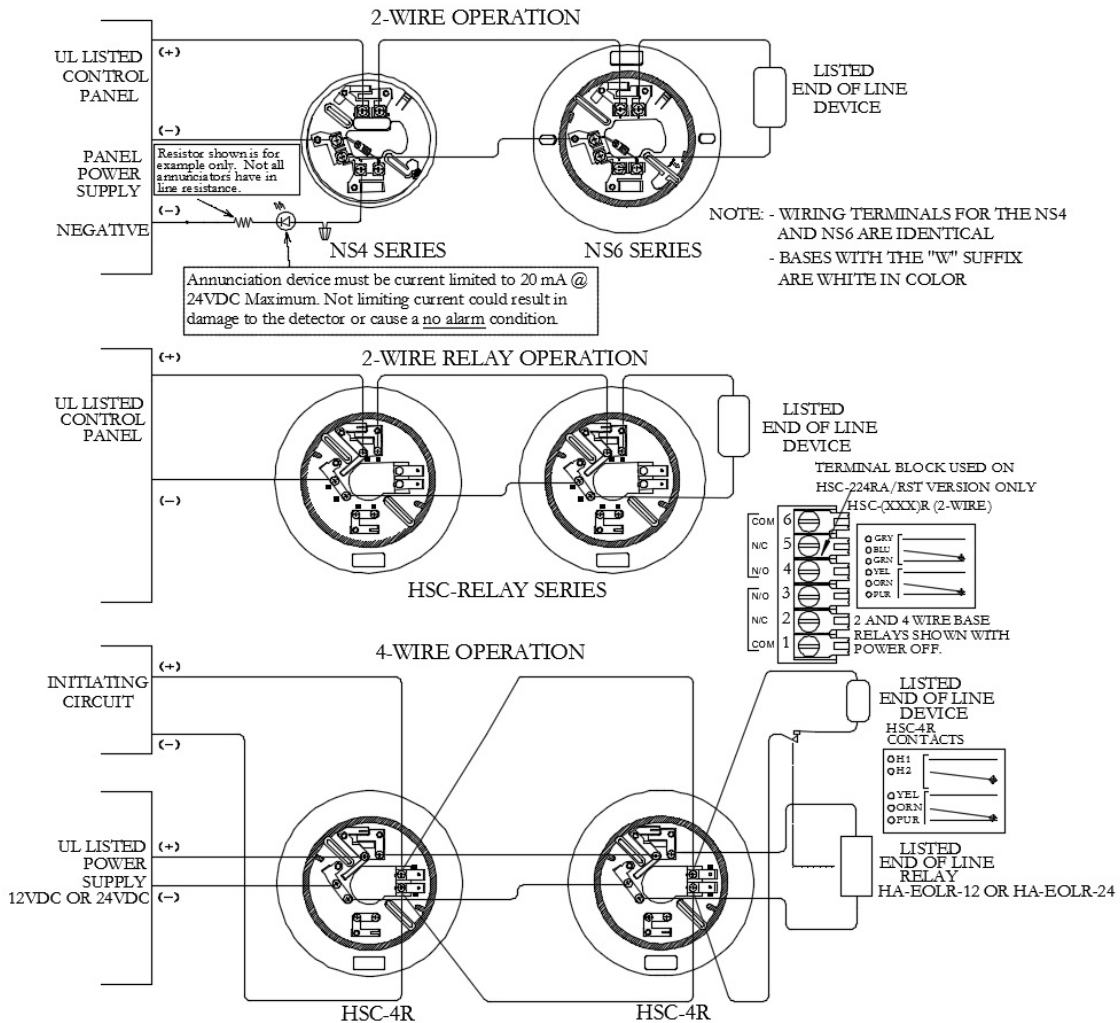 2-WIRE OPERATION
(+)
UL LISTED
CONTROL
PANEL
(-)
PANEL
POWER
SUPPLY
Resistor shown is for
example only. Not all
annunciators have in
line resistance.
(-)
NEGATIVE
NS4 SERIES
NS6 SERIES
LISTED
END OF LINE
DEVICE
NOTE: - WIRING TERMINALS FOR THE NS4
AND NS6 ARE IDENTICAL
- BASES WITH THE "W" SUFFIX
ARE WHITE IN COLOR
Annunciation device must be current limited to 20 mA @
24VDC Maximum. Not limiting current could result in
damage to the detector or cause a no alarm condition.
2-WIRE RELAY OPERATION
(+)
UL LISTED
CONTROL
PANEL
(-)
LISTED
END OF LINE
DEVICE
HSC-RELAY SERIES
TERMINAL BLOCK USED ON
HSC-224RA/RST VERSION ONLY
HSC-(XXX)R (2-WIRE)
COM 6
N/C 5
N/O 4
N/O 3
N/C 2
COM 1
GRY
BLU
GRN
YEL
ORN
PUR
2 AND 4 WIRE BASE
RELAYS SHOWN WITH
POWER OFF.
4-WIRE OPERATION
(+)
INITIATING
CIRCUIT
(-)
UL LISTED
POWER
SUPPLY
12VDC OR 24VDC
(+)
(-)
HSC-4R
HSC-4R
LISTED
END OF LINE
DEVICE
HSC-4R
CONTACTS
H1
H2
YEL
ORN
PUR
LISTED
END OF LINE
RELAY
HA-EOLR-12 OR HA-EOLR-24